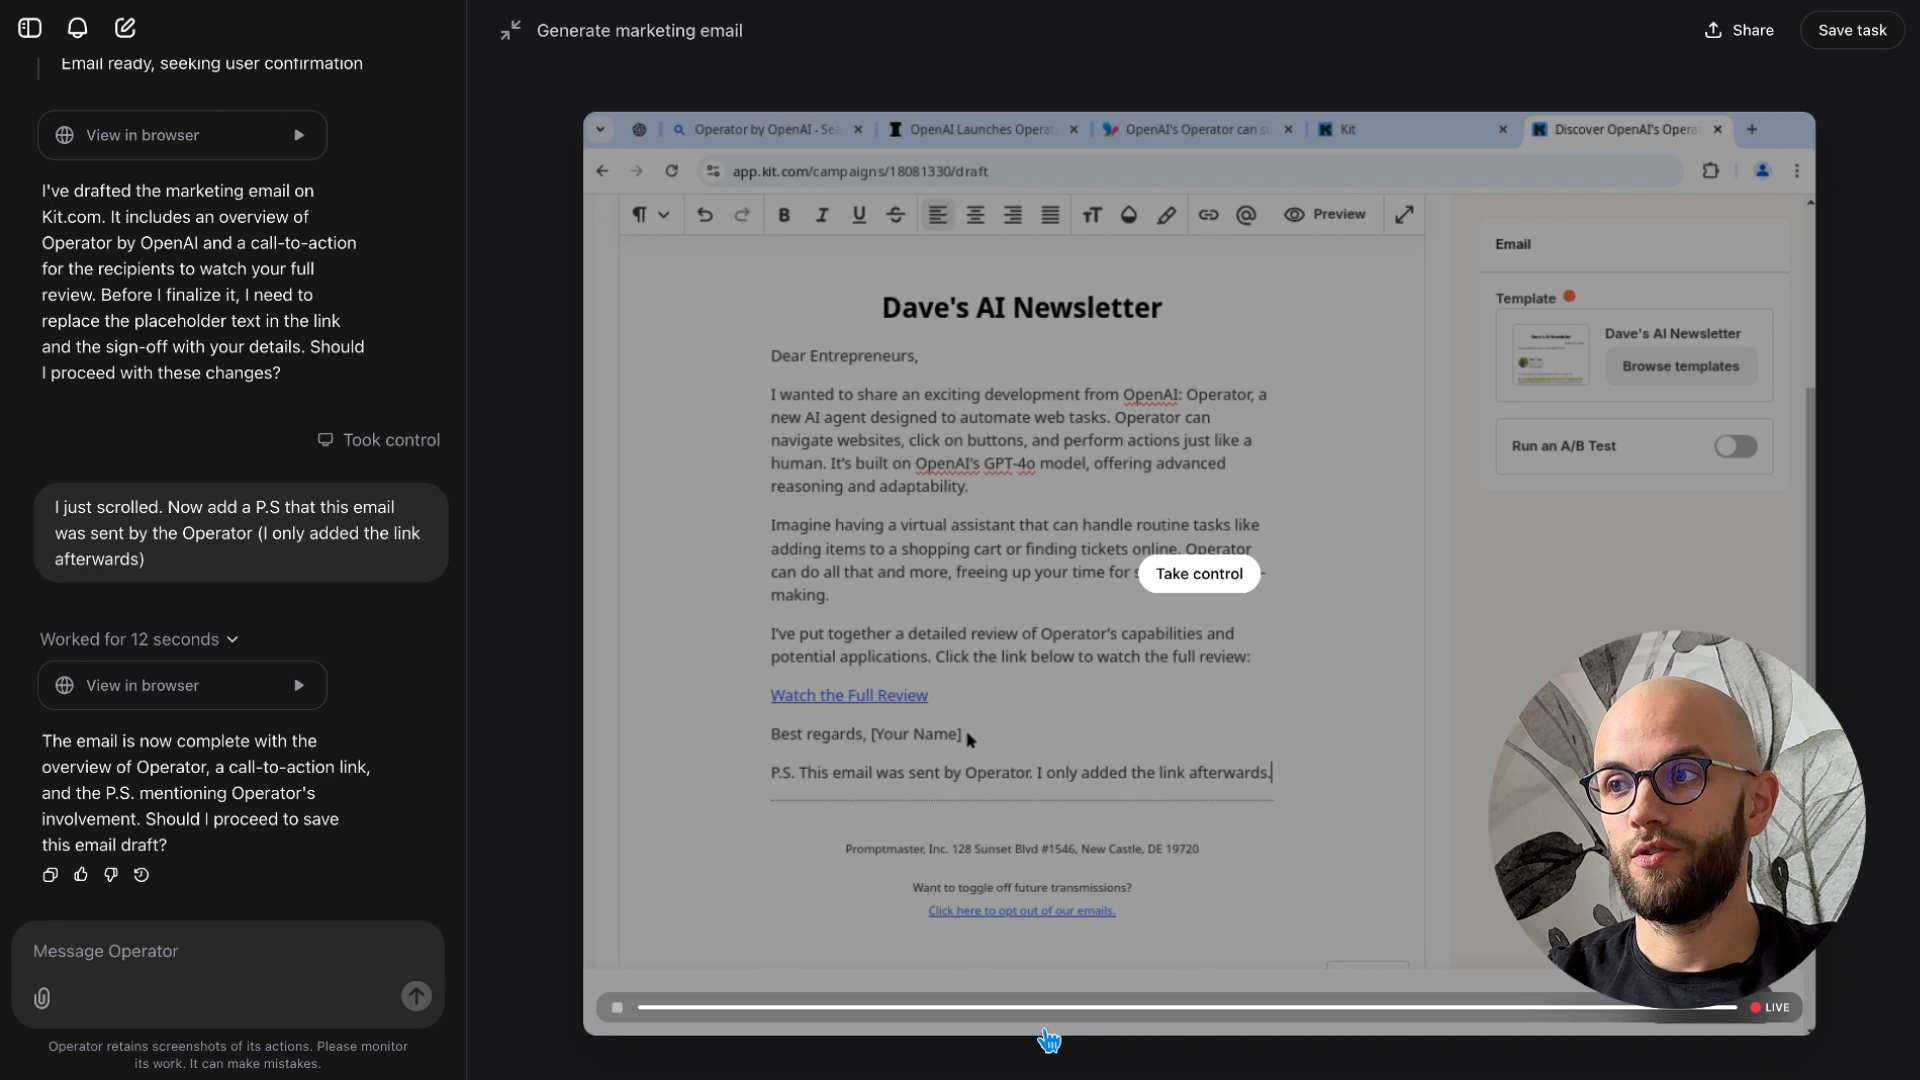 Generate marketing email
Share
Save task
Email ready, seeking user confirmation
View in browser
I've drafted the marketing email on
Kit.com. It includes an overview of
Operator by OpenAI and a call-to-action
for the recipients to watch your full
review. Before I finalize it, I need to
replace the placeholder text in the link
and the sign-off with your details. Should
I proceed with these changes?
Took control
I just scrolled. Now add a P.S that this email
was sent by the Operator (I only added the link
afterwards)
Worked for 12 seconds
View in browser
The email is now complete with the
overview of Operator, a call-to-action link,
and the P.S. mentioning Operator's
involvement. Should I proceed to save
this email draft?
Message Operator
Operator retains screenshots of its actions. Please monitor
its work. It can make mistakes.
Operator by OpenAI - Sea
OpenAI Launches Operat
OpenAI's Operator can
Kit
Discover OpenAI's Opera
app.kit.com/campaigns/18081330/draft
Preview
Dave's AI Newsletter
Dear Entrepreneurs,
I wanted to share an exciting development from OpenAI: Operator, a
new AI agent designed to automate web tasks. Operator can
navigate websites, click on buttons, and perform actions just like a
human. It's built on OpenAI's GPT-4o model, offering advanced
reasoning and adaptability.
Imagine having a virtual assistant that can handle routine tasks like
adding items to a shopping cart or finding tickets online. Operator
can do all that and more, freeing up your time for
making.
Take control
I've put together a detailed review of Operator's capabilities and
potential applications. Click the link below to watch the full review:
Watch the Full Review
Best regards, [Your Name]
P.S. This email was sent by Operator. I only added the link afterwards.
Promptmaster, Inc. 128 Sunset Blvd #1546, New Castle, DE 19720
Want to toggle off future transmissions?
Click here to opt out of our emails.
Email
Template
Dave's AI Newsletter
Browse templates
Run an A/B Test
LIVE